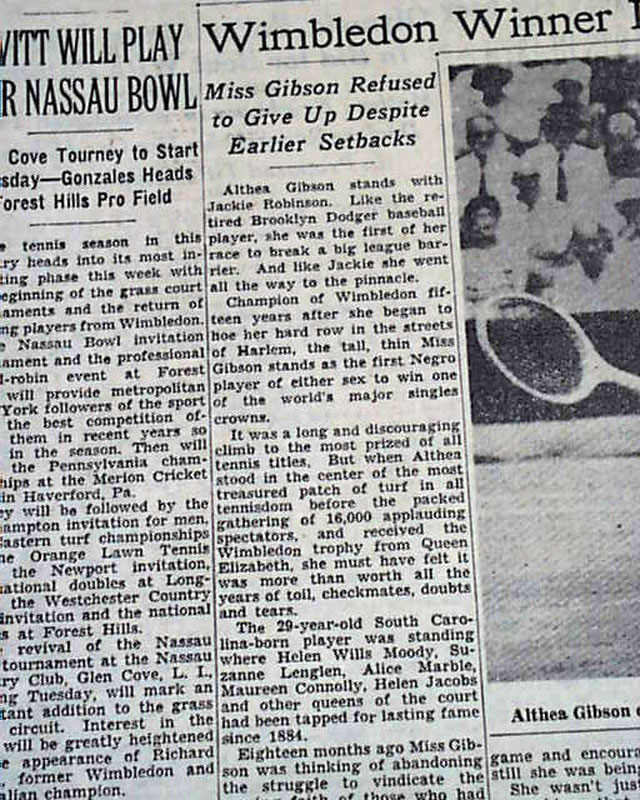 WITT WILL PLAY
R NASSAU BOWL
Cove Tourney to Start
sday—Gonzales Heads
Forest Hills Pro Field
e tennis season in this
ry heads into its most in-
ting phase this week with
eginning of the grass court
aments and the return of
ng players from Wimbledon.
e Nassau Bowl invitation
ament and the professional
d-robin event at Forest
will provide metropolitan
York followers of the sport
the best competition of-
them in recent years so
in the season. Then will
the Pennsylvania cham-
hips at the Merion Cricket
in Haverford, Pa.
ey will be followed by the
ampton invitation for men,
Eastern turf championships
he Orange Lawn Tennis
the Newport invitation,
national doubles at Long-
the Westchester Country
invitation and the national
s at Forest Hills.
revival of the Nassau
tournament at the Nassau
ry Club, Glen Cove, L. I.,
ng Tuesday, will mark an
tant addition to the grass
circuit. Interest in the
will be greatly heightened
e appearance of Richard
former Wimbledon and
alian champion.
Wimbledon Winner
Miss Gibson Refused
to Give Up Despite
Earlier Setbacks
Althea Gibson stands with
Jackie Robinson. Like the re-
tired Brooklyn Dodger baseball
player, she was the first of her
race to break a big league bar-
rier. And like Jackie she went
all the way to the pinnacle.
Champion of Wimbledon fif-
teen years after she began to
hoe her hard row in the streets
of Harlem, the tall, thin Miss
Gibson stands as the first Negro
player of either sex to win one
of the world's major singles
crowns.
It was a long and discouraging
climb to the most prized of all
tennis titles. But when Althea
stood in the center of the most
treasured patch of turf in all
tennisdom before the packed
gathering of 16,000 applauding
spectators, and received the
Wimbledon trophy from Queen
Elizabeth, she must have felt it
was more than worth all the
years of toil, checkmates, doubts
and tears.
The 29-year-old South Caro-
lina-born player was standing
where Helen Wills Moody, Su-
zanne Lenglen, Alice Marble,
Maureen Connolly, Helen Jacobs
and other queens of the court
had been tapped for lasting fame
since 1884.
Eighteen months ago Miss Gib-
son was thinking of abandoning
the struggle to vindicate the
faith of those who had
Althea Gibson
game and encoura
still she was being
She wasn't just